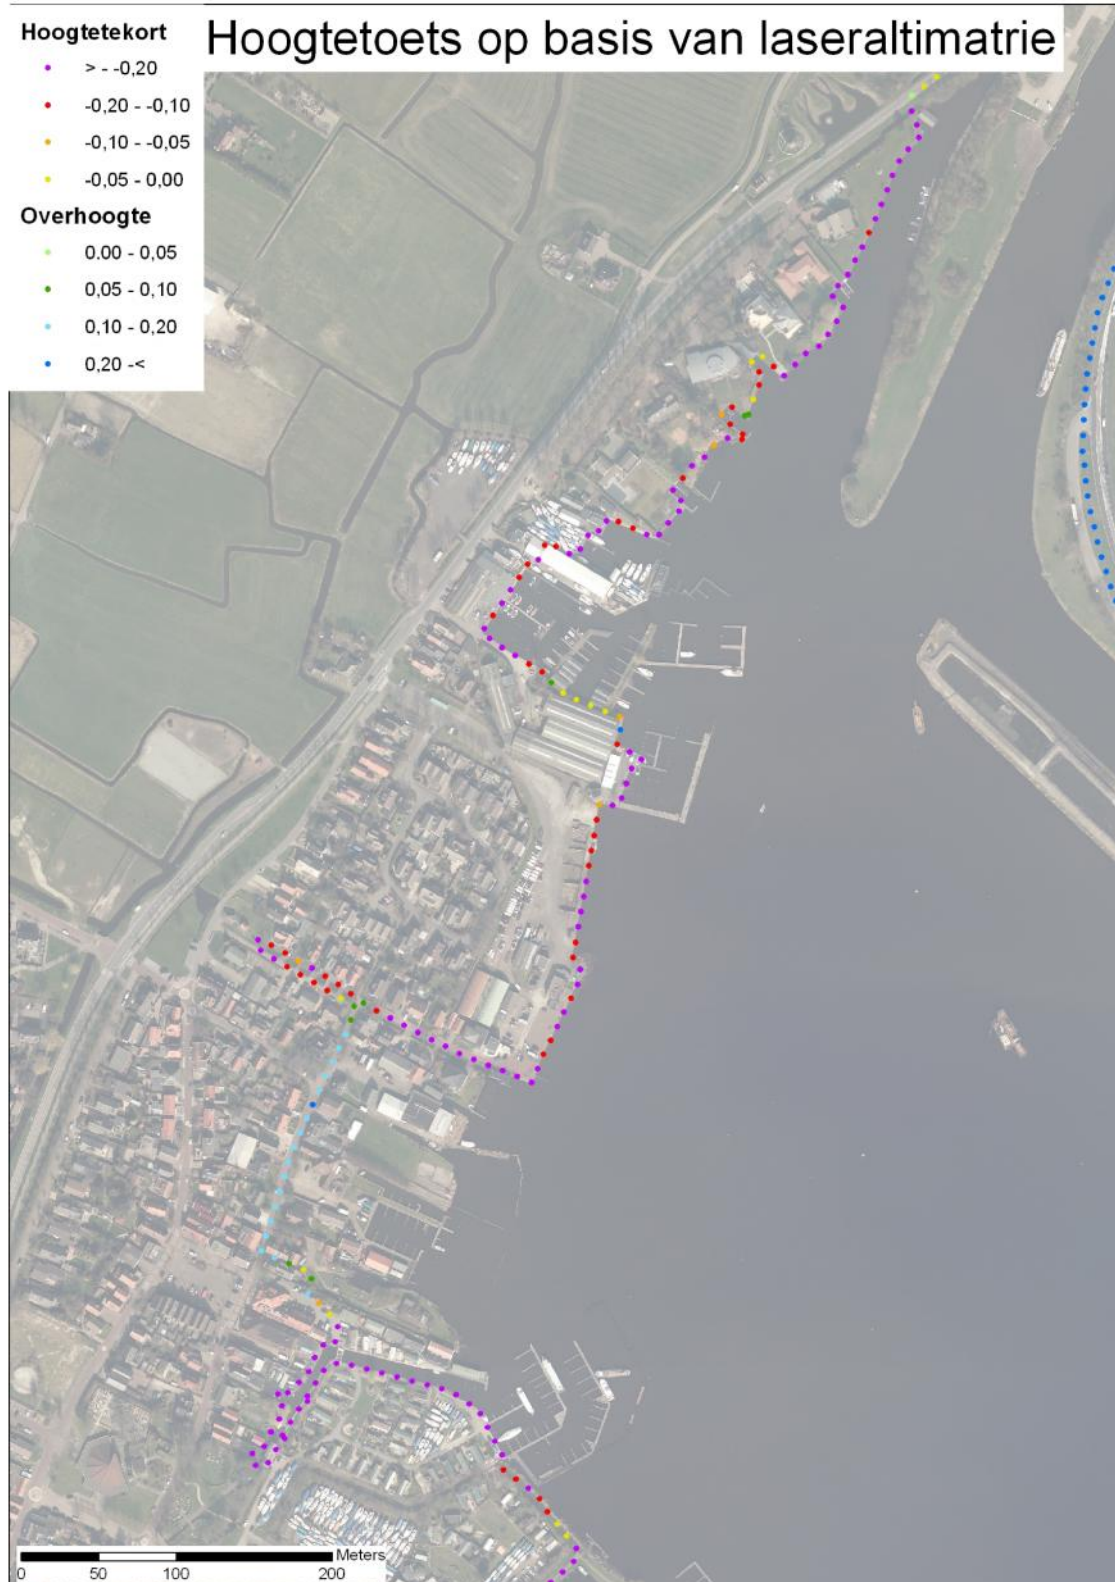 Hoogtetoets op basis van laseraltimatrie
Hoogtetekort
> - -0,20
-0,20 - -0,10
-0,10 - -0,05
-0,05 - 0,00
Overhoogte
0.00 - 0,05
0,05 - 0,10
0,10 - 0,20
0,20 -<
Meters
0 50 100 200